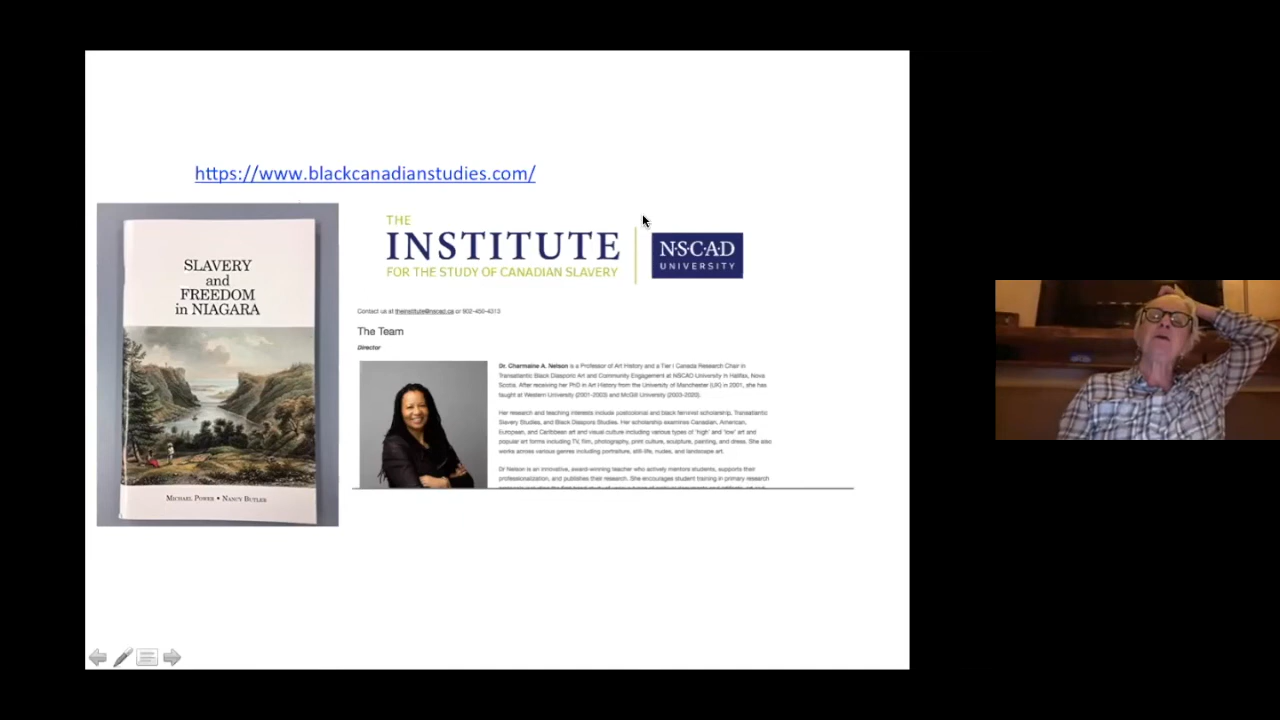 https://www.blackcanadianstudies.com/
SLAVERY
and
FREEDOM
in NIAGARA
MICHAEL POWER • NANCY BUTLER
THE
INSTITUTE
FOR THE STUDY OF CANADIAN SLAVERY
N·S·C·A·D
UNIVERSITY
Contact us at theinstitute@nscad.ca or 902-450-4313
The Team
Director
Dr. Charmaine A. Nelson is a Professor of Art History and a Tier I Canada Research Chair in
Transatlantic Black Diasporic Art and Community Engagement at NSCAD University in Halifax, Nova
Scotia. After receiving her PhD in Art History from the University of Manchester (UK) in 2001, she has
taught at Western University (2001-2003) and McGill University (2003-2020).
Her research and teaching interests include postcolonial and black feminist scholarship, Transatlantic
Slavery Studies, and Black Diaspora Studies. Her scholarship examines Canadian, American,
European, and Caribbean art and visual culture including various types of "high" and "low" art and
popular art forms including TV, film, photography, print culture, sculpture, painting, and dress. She also
works across various genres including portraiture, still-life, nudes, and landscape art.
Dr Nelson is an innovative, award-winning teacher who actively mentors students, supports their
professionalization, and publishes their research. She encourages student training in primary research